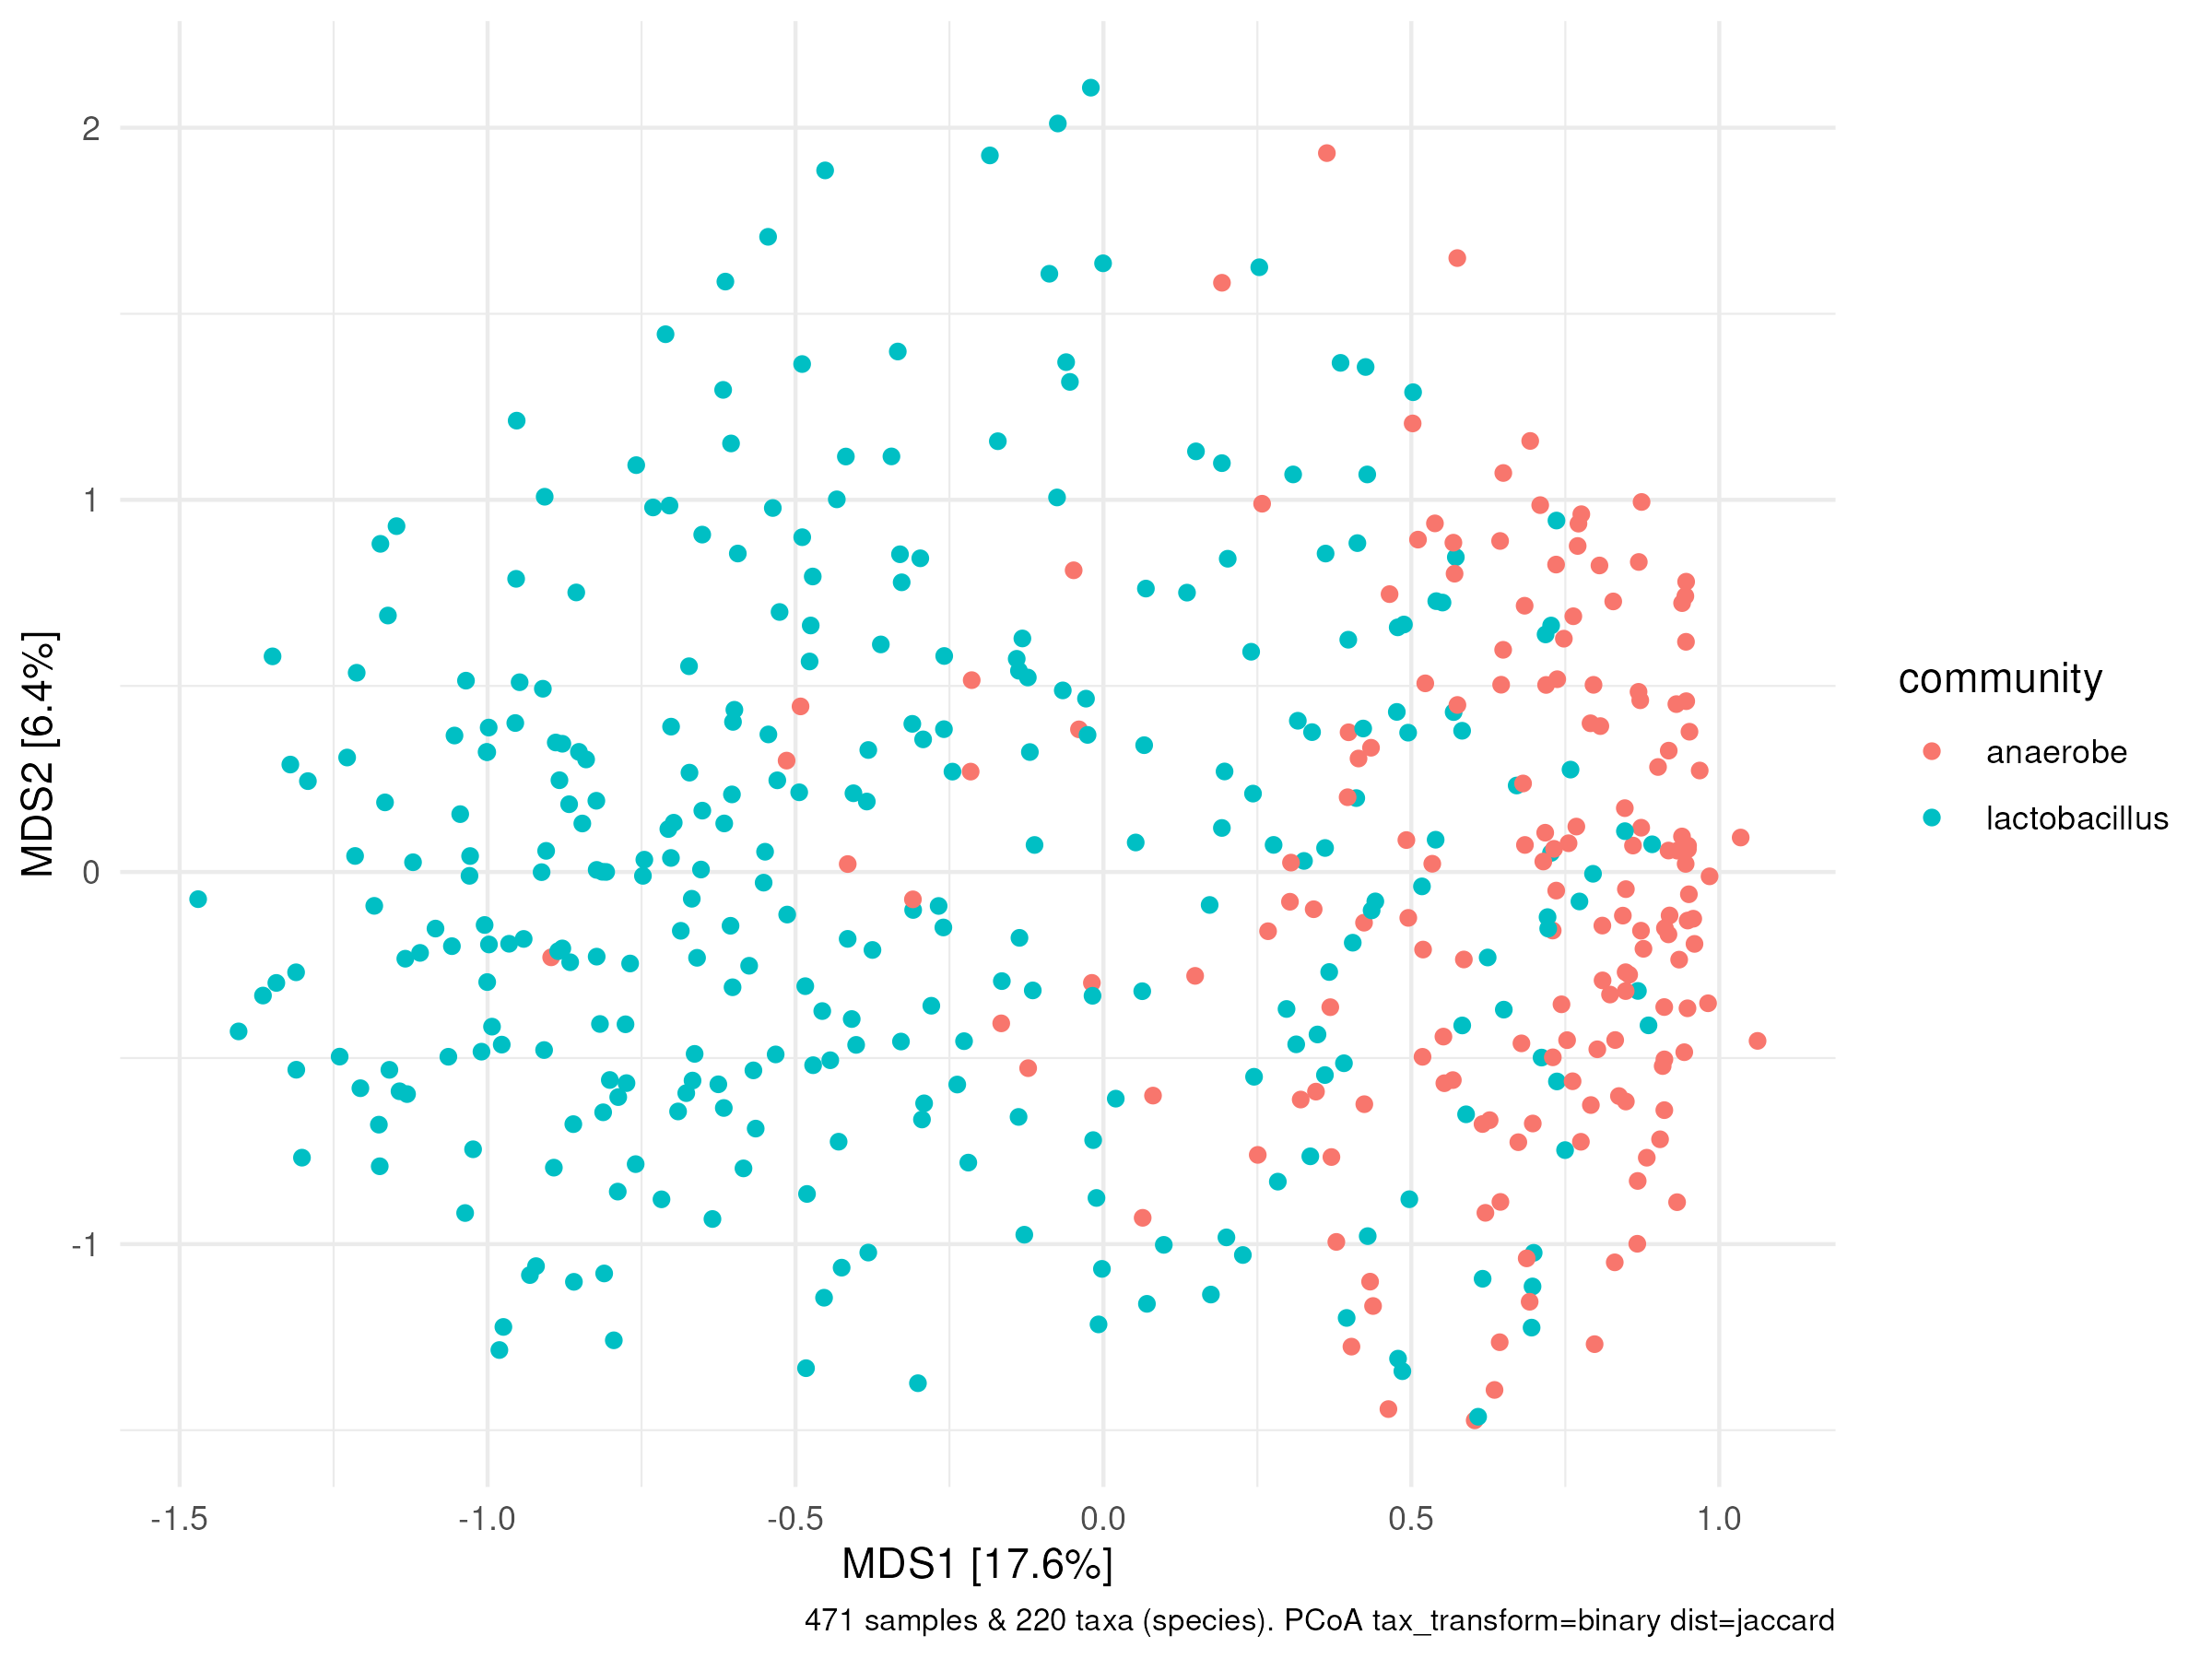 2
1
0
-1
MDS2 [6.4%]
-1.5 -1.0 -0.5 0.0 0.5 1.0
MDS1 [17.6%]
community
anaerobe
lactobacillus
471 samples & 220 taxa (species). PCoA tax_transform=binary dist=jaccard